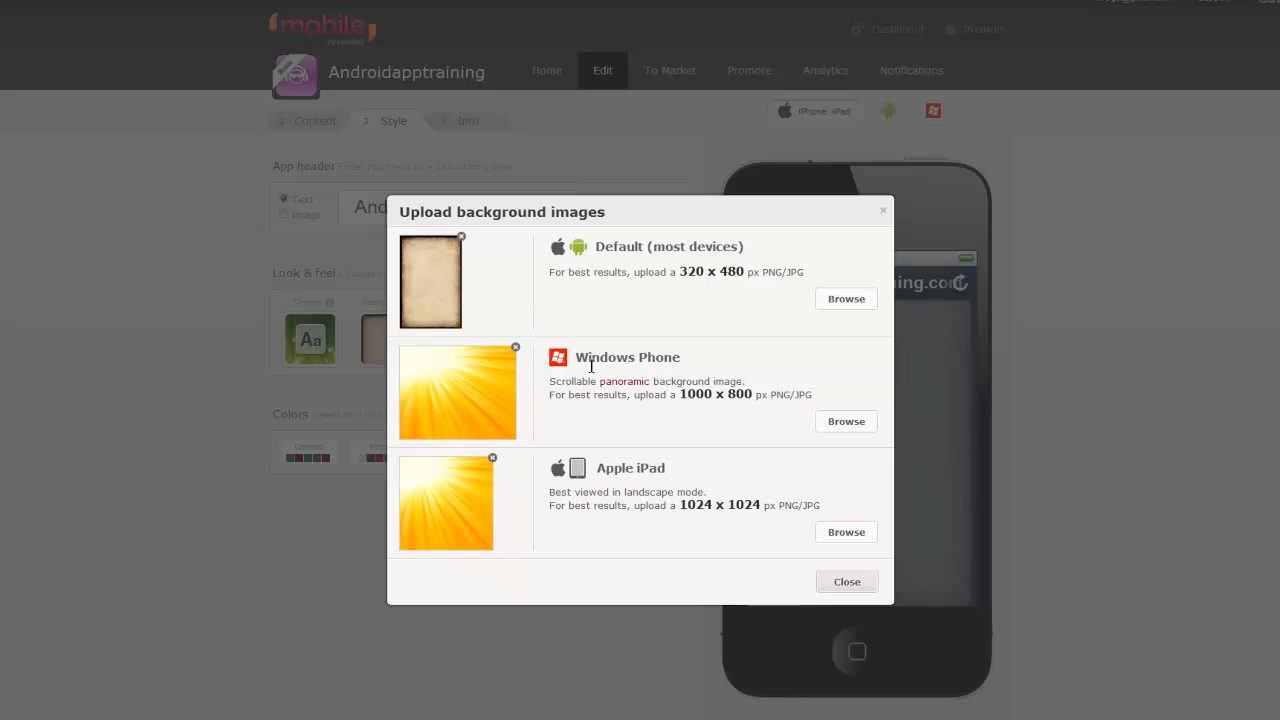 mobile
Dashboard
Premium
Androidapptraining
Home
Edit
To Market
Promote
Analytics
Notifications
1 Content
2 Style
3 Info
iPhone, iPad
App header
Text
Image
And
Upload background images
Default (most devices)
For best results, upload a 320 x 480 px PNG/JPG
Browse
Windows Phone
Scrollable panoramic background image.
For best results, upload a 1000 x 800 px PNG/JPG
Browse
Apple iPad
Best viewed in landscape mode.
For best results, upload a 1024 x 1024 px PNG/JPG
Browse
Close
Look & feel
Aa
Colors
ning.com